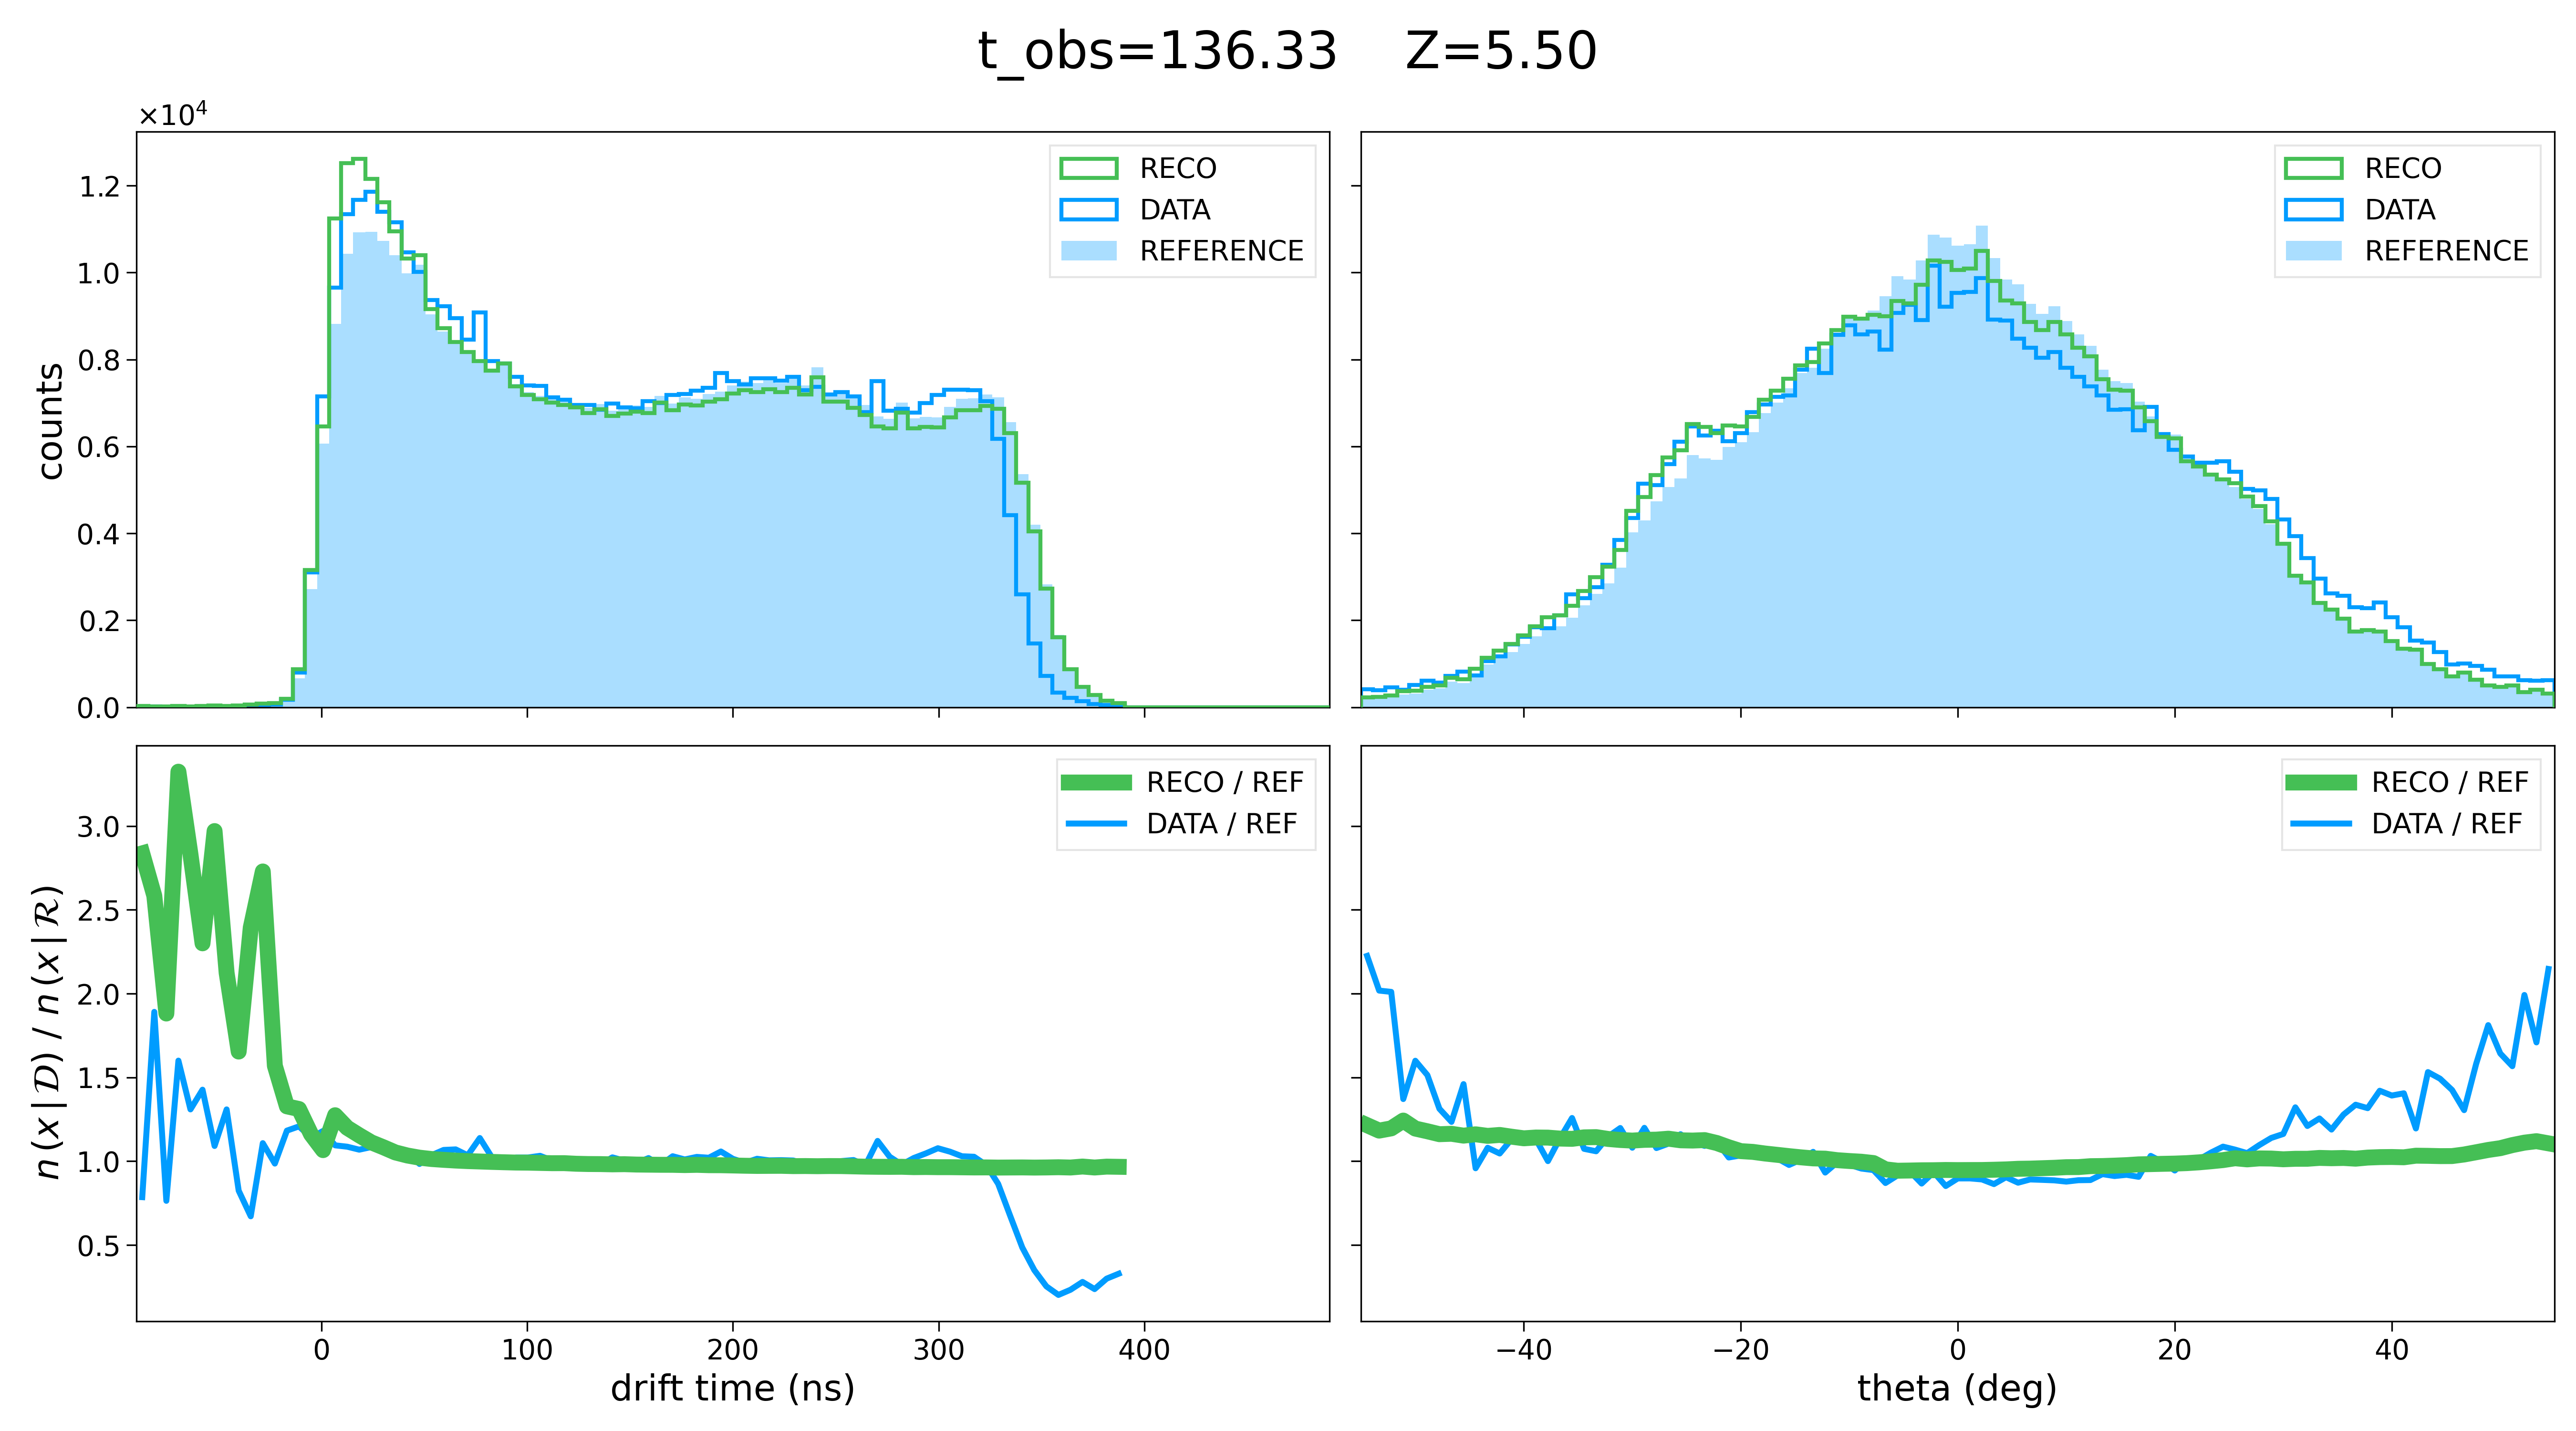 t_obs=136.33 Z=5.50
×10⁴
counts
1.2
1.0
0.8
0.6
0.4
0.2
0.0
RECO
DATA
REFERENCE
RECO
DATA
REFERENCE
n(x|𝒟) / n(x|ℛ)
3.0
2.5
2.0
1.5
1.0
0.5
RECO / REF
DATA / REF
0 100 200 300 400
drift time (ns)
RECO / REF
DATA / REF
−40 −20 0 20 40
theta (deg)